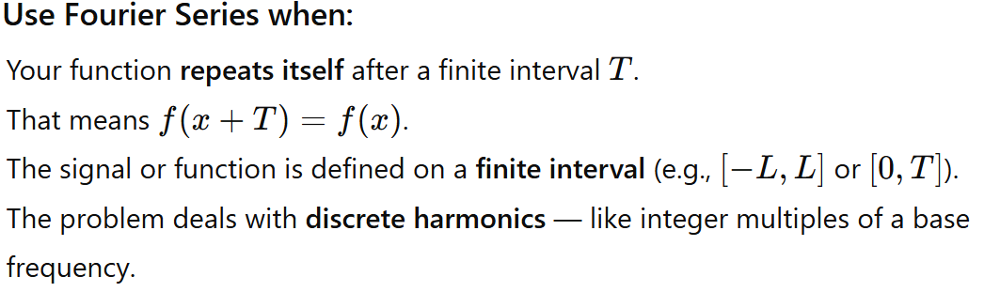 Use Fourier Series when:
Your function repeats itself after a finite interval T.
That means f(x + T) = f(x).
The signal or function is defined on a finite interval (e.g., [−L, L] or [0, T]).
The problem deals with discrete harmonics — like integer multiples of a base
frequency.